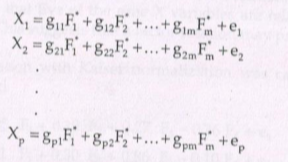 X₁ = g₁₁F₁* + g₁₂F₂* + ... + g₁ₘFₘ* + e₁
X₂ = g₂₁F₁* + g₂₂F₂* + ... + g₂ₘFₘ* + e₂
.
.
.
Xₚ = gₚ₁F₁* + gₚ₂F₂* + ... + gₚₘFₘ* + eₚ